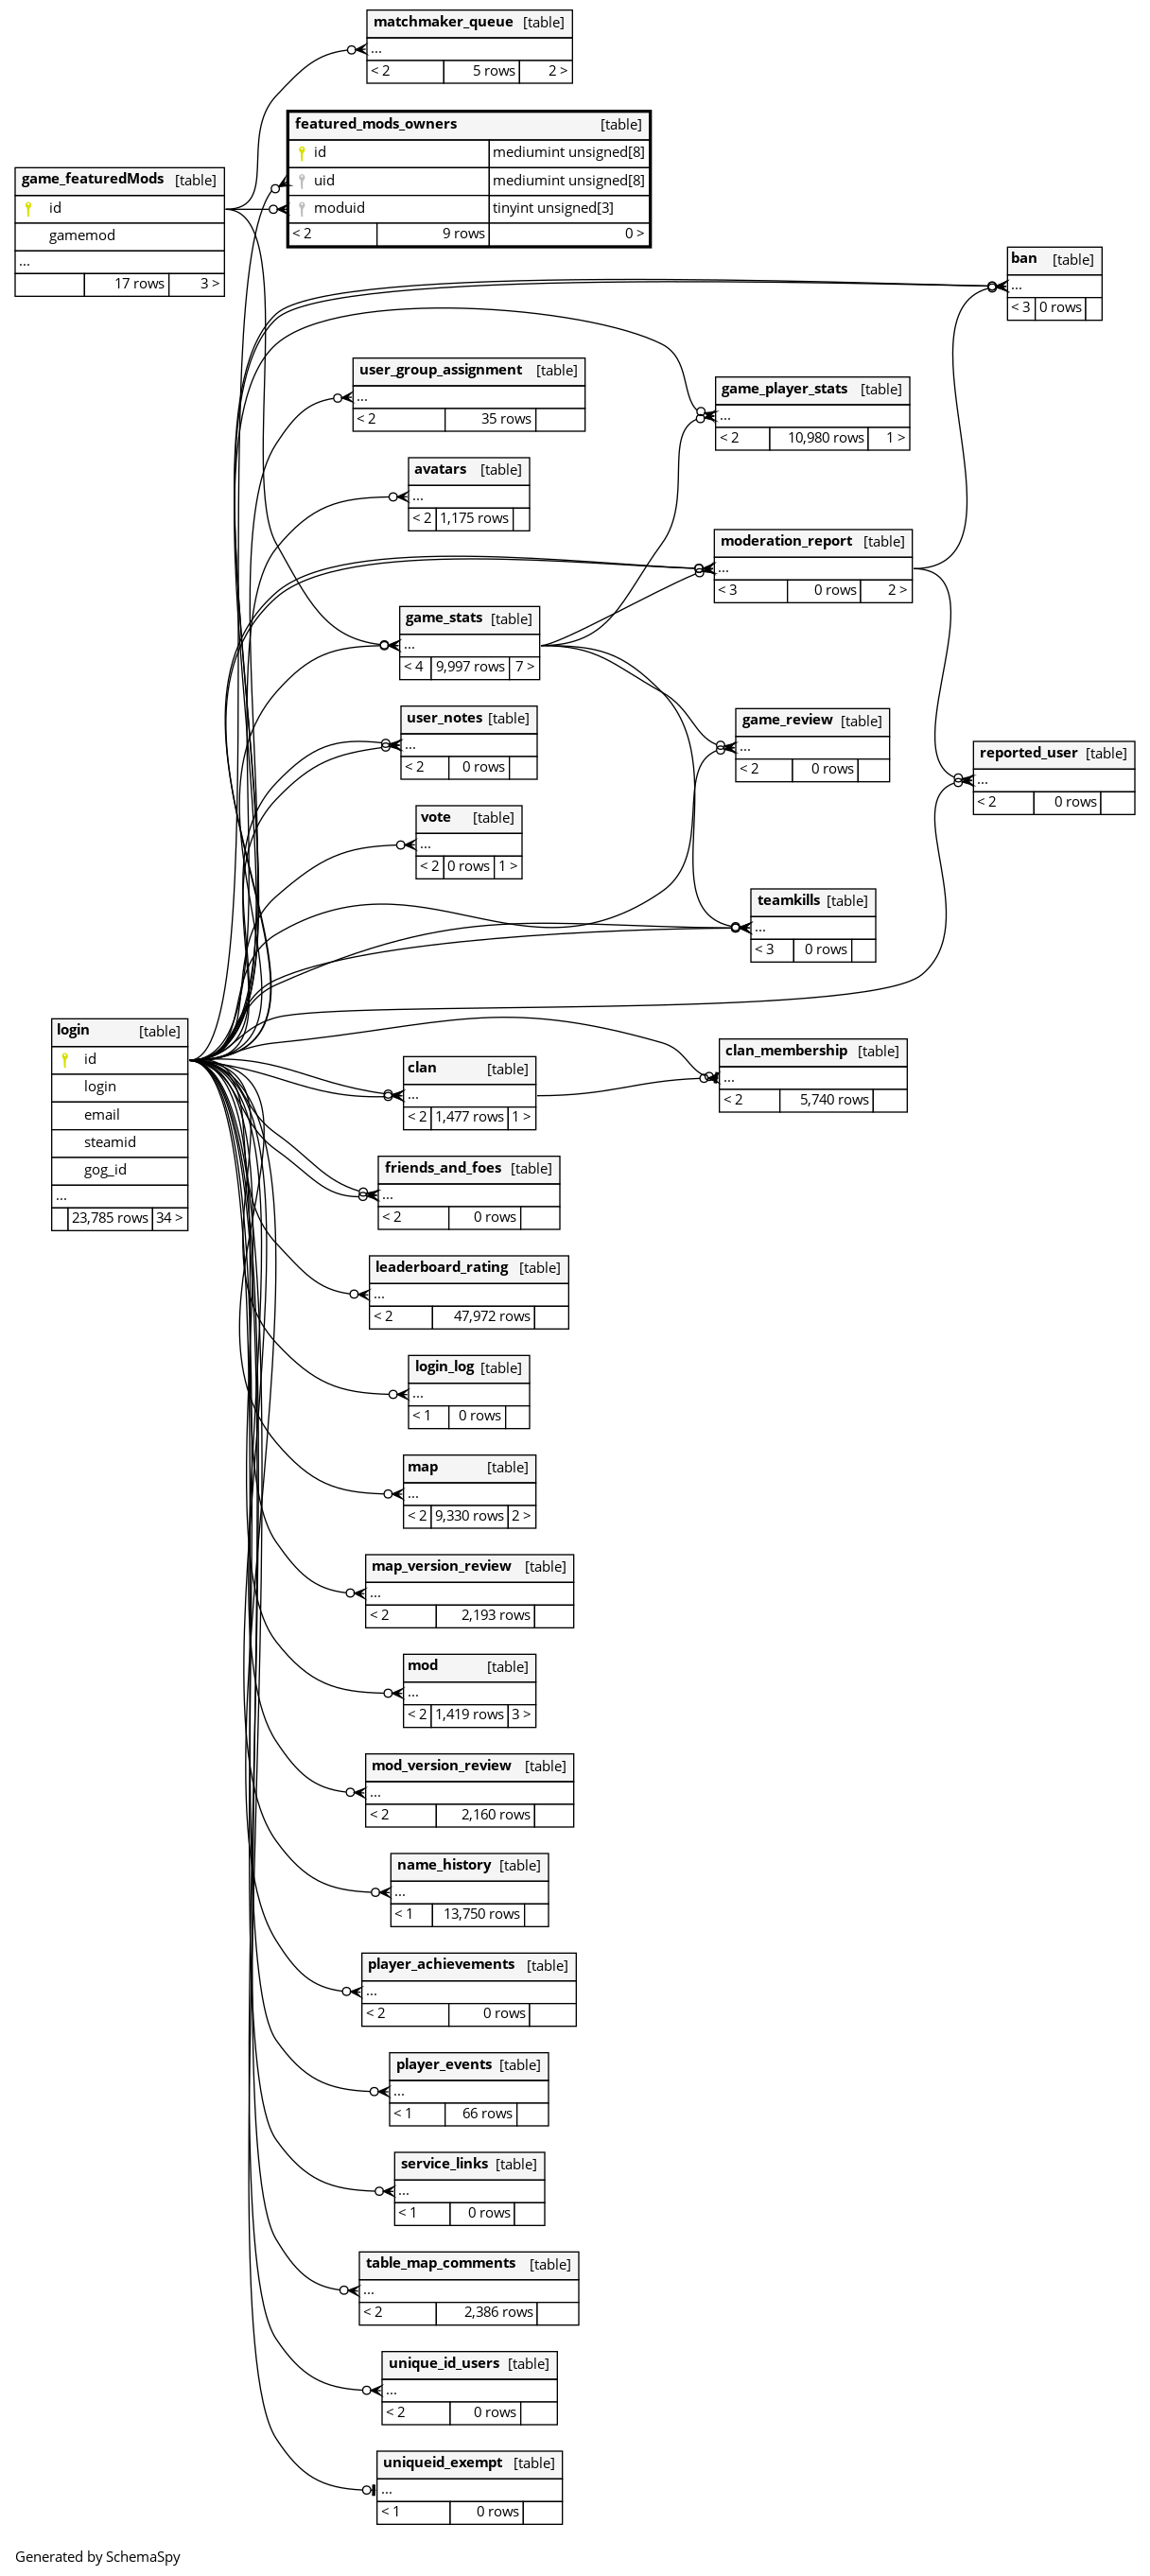 matchmaker_queue [table]
...
< 2 5 rows 2 >
featured_mods_owners [table]
id mediumint unsigned[8]
uid mediumint unsigned[8]
moduid tinyint unsigned[3]
< 2 9 rows 0 >
game_featuredMods [table]
id
gamemod
...
17 rows 3 >
ban [table]
...
< 3 0 rows
user_group_assignment [table]
...
< 2 35 rows
game_player_stats [table]
...
< 2 10,980 rows 1 >
avatars [table]
...
< 2 1,175 rows
moderation_report [table]
...
< 3 0 rows 2 >
game_stats [table]
...
< 4 9,997 rows 7 >
user_notes [table]
...
< 2 0 rows
game_review [table]
...
< 2 0 rows
reported_user [table]
...
< 2 0 rows
vote [table]
...
< 2 0 rows 1 >
teamkills [table]
...
< 3 0 rows
login [table]
id
login
email
steamid
gog_id
...
23,785 rows 34 >
clan [table]
...
< 2 1,477 rows 1 >
clan_membership [table]
...
< 2 5,740 rows
friends_and_foes [table]
...
< 2 0 rows
leaderboard_rating [table]
...
< 2 47,972 rows
login_log [table]
...
< 1 0 rows
map [table]
...
< 2 9,330 rows 2 >
map_version_review [table]
...
< 2 2,193 rows
mod [table]
...
< 2 1,419 rows 3 >
mod_version_review [table]
...
< 2 2,160 rows
name_history [table]
...
< 1 13,750 rows
player_achievements [table]
...
< 2 0 rows
player_events [table]
...
< 1 66 rows
service_links [table]
...
< 1 0 rows
table_map_comments [table]
...
< 2 2,386 rows
unique_id_users [table]
...
< 2 0 rows
uniqueid_exempt [table]
...
< 1 0 rows
Generated by SchemaSpy